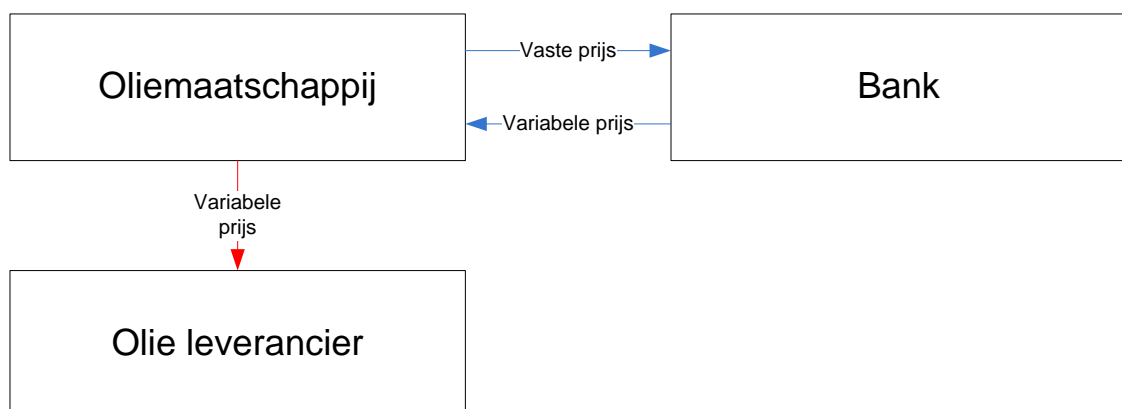 Oliemaatschappij
Vaste prijs
Bank
Variabele prijs
Variabele
prijs
Olie leverancier